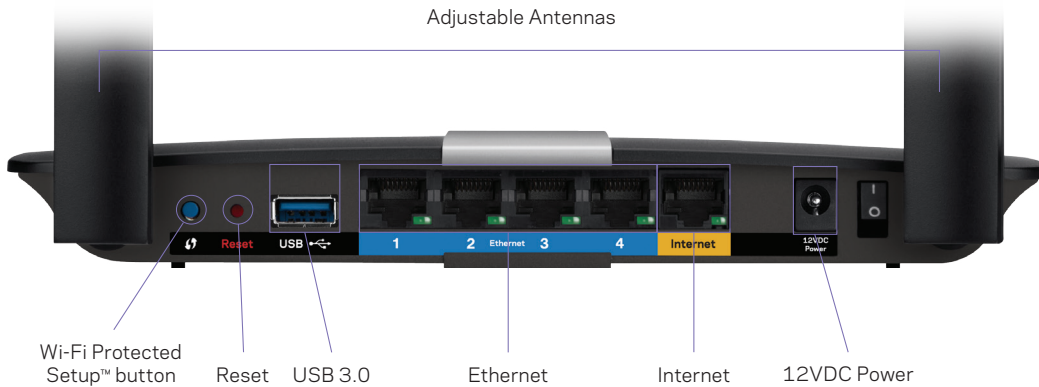 Adjustable Antennas
Reset
USB
1
2
Ethernet
3
4
Internet
12VDC
Power
I
O
Wi-Fi Protected
Setup™ button
Reset
USB 3.0
Ethernet
Internet
12VDC Power